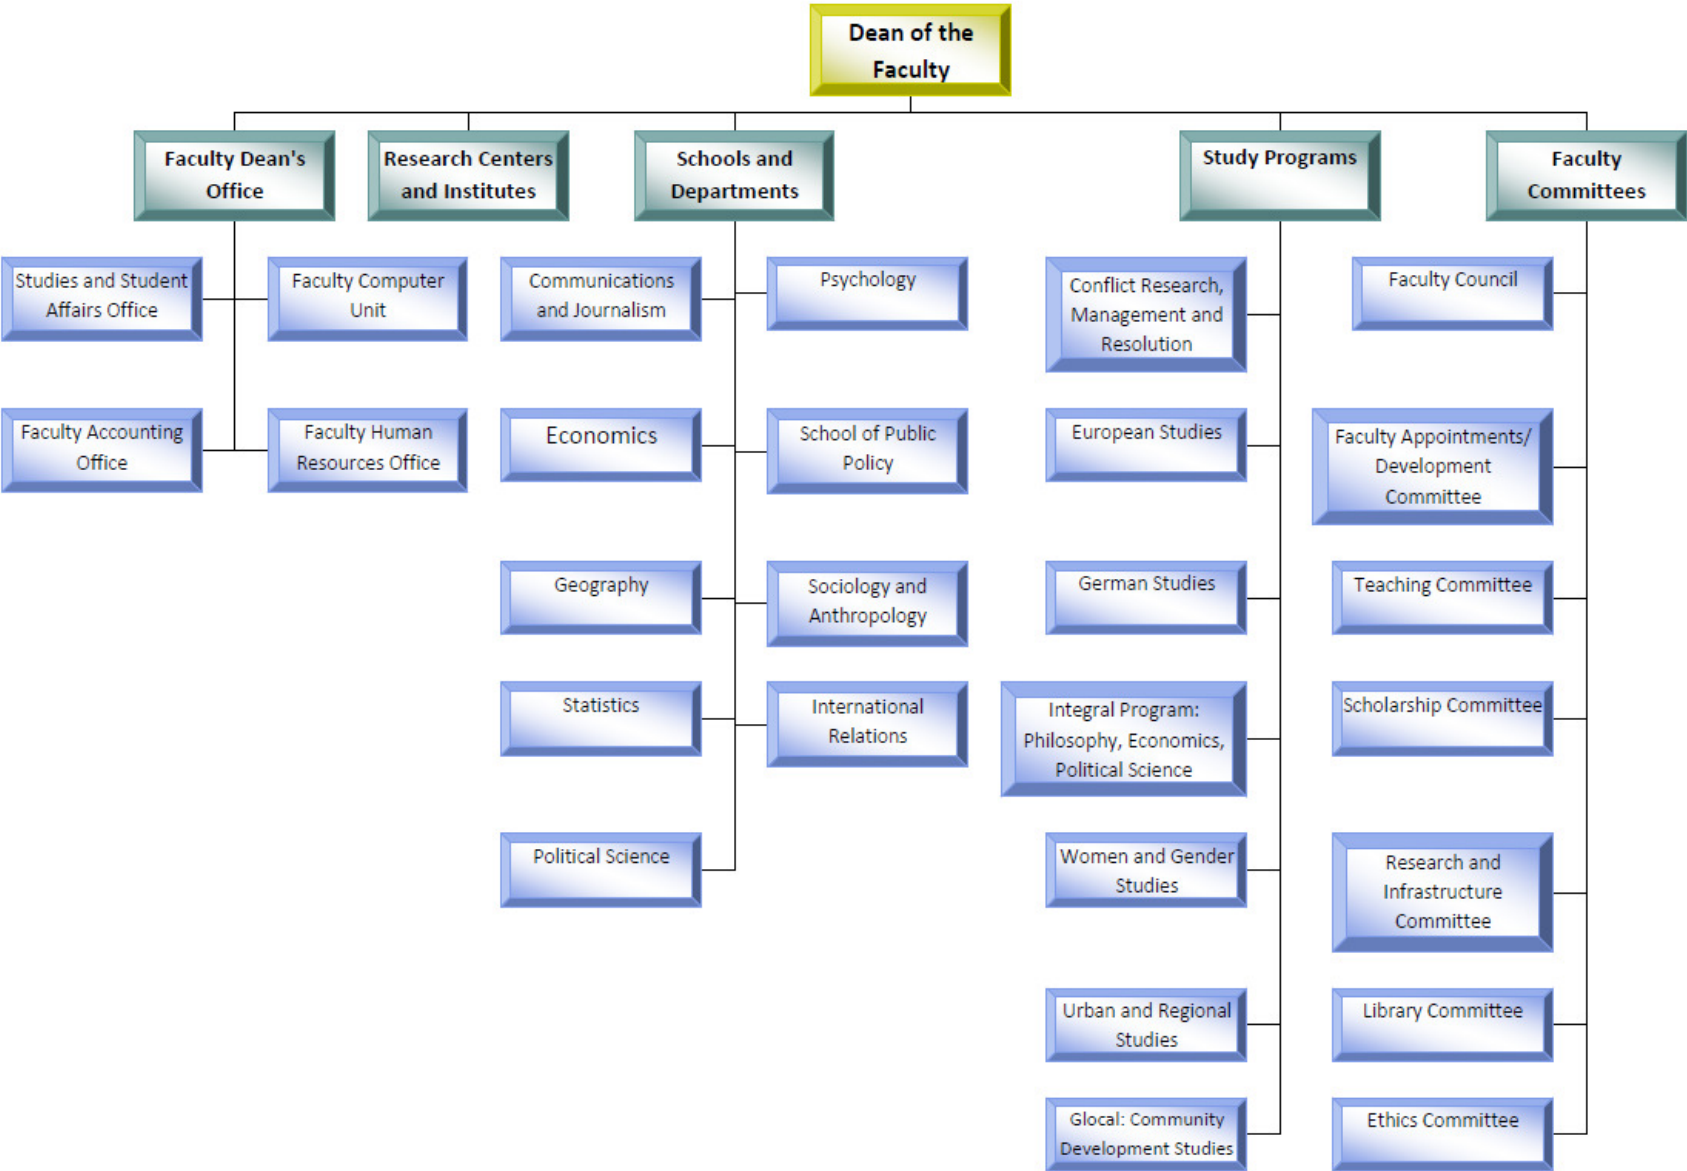 Dean of the
Faculty
Faculty Dean's
Office
Research Centers
and Institutes
Schools and
Departments
Study Programs
Faculty
Committees
Studies and Student
Affairs Office
Faculty Computer
Unit
Communications
and Journalism
Psychology
Conflict Research,
Management and
Resolution
Faculty Council
Faculty Accounting
Office
Faculty Human
Resources Office
Economics
School of Public
Policy
European Studies
Faculty Appointments/
Development
Committee
Geography
Sociology and
Anthropology
German Studies
Teaching Committee
Statistics
International
Relations
Integral Program:
Philosophy, Economics,
Political Science
Scholarship Committee
Political Science
Women and Gender
Studies
Research and
Infrastructure
Committee
Urban and Regional
Studies
Library Committee
Glocal: Community
Development Studies
Ethics Committee